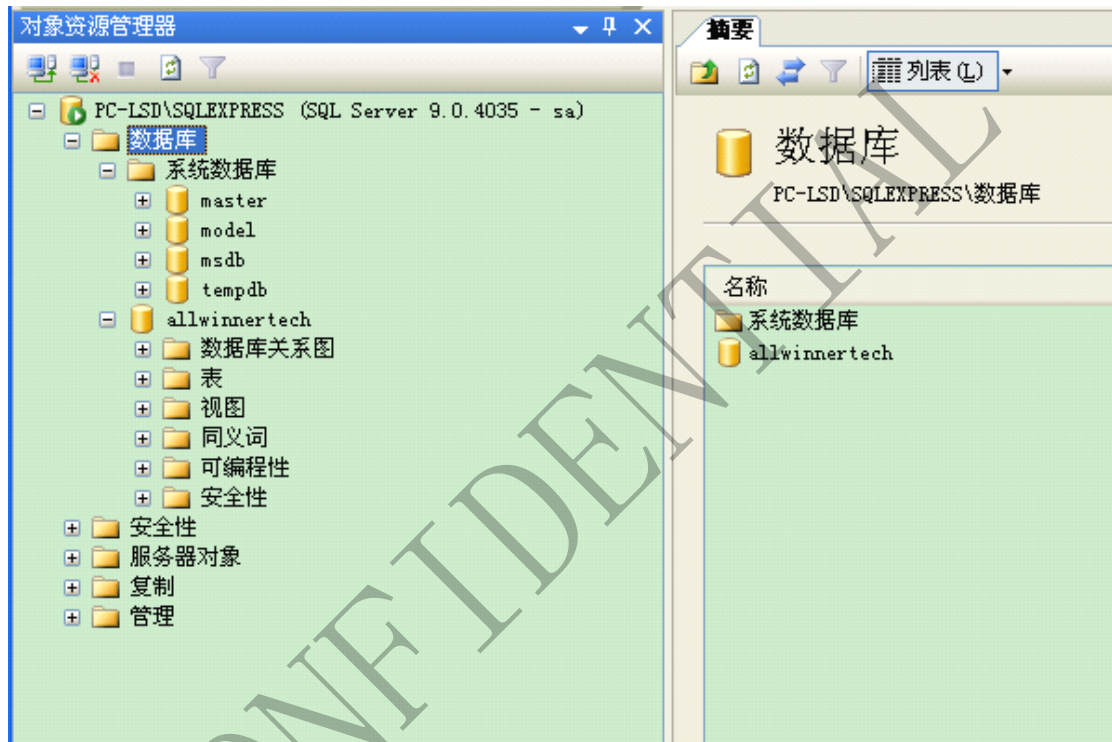 对象资源管理器
PC-LSD\SQLEXPRESS (SQL Server 9.0.4035 - sa)
数据库
系统数据库
master
model
msdb
tempdb
allwinnertech
数据库关系图
表
视图
同义词
可编程性
安全性
安全性
服务器对象
复制
管理
摘要
列表(L)
数据库
PC-LSD\SQLEXPRESS\数据库
名称
系统数据库
allwinnertech
ONFIDENTIAL